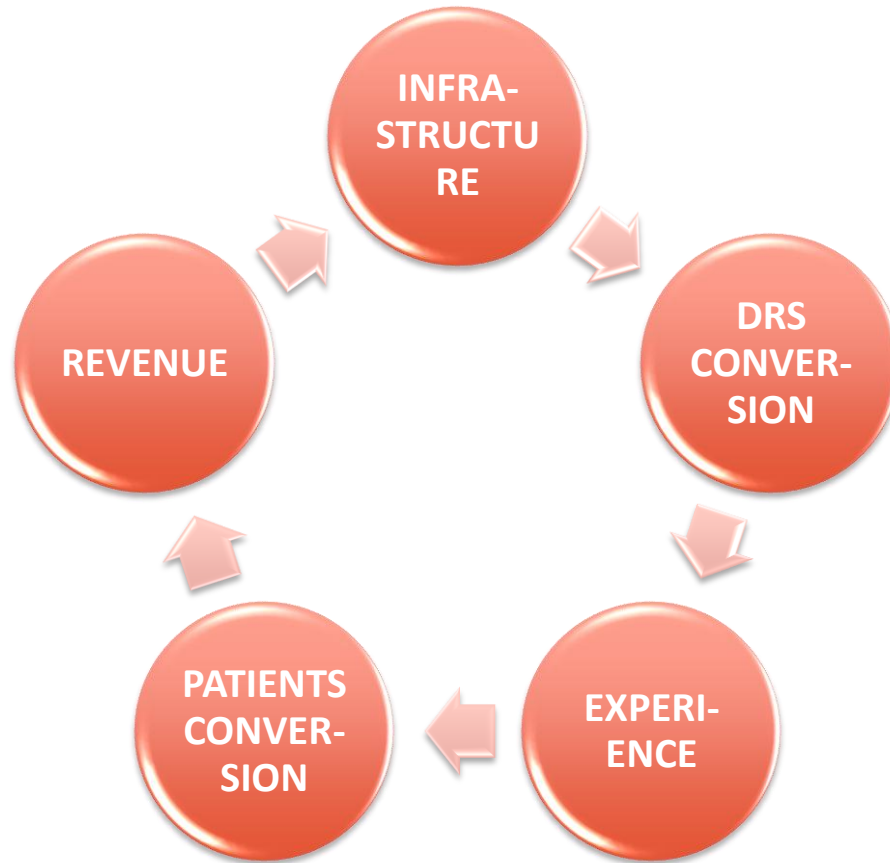 INFRA-
STRUCTU
RE
DRS
CONVER-
SION
EXPERI-
ENCE
PATIENTS
CONVER-
SION
REVENUE